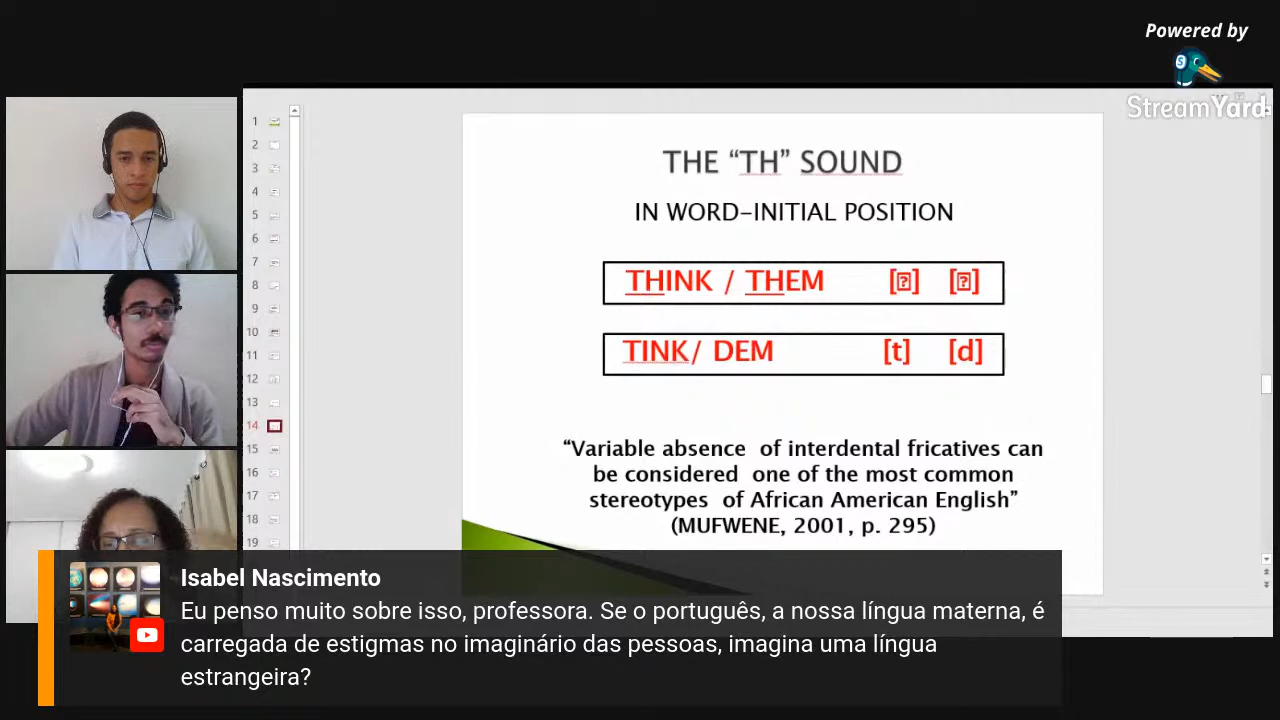 Powered by
StreamYard
1
2
3
4
5
6
7
8
9
10
11
12
13
14
15
16
17
18
19
THE “TH” SOUND
IN WORD-INITIAL POSITION
THINK / THEM [?] [?]
TINK/ DEM [t] [d]
“Variable absence of interdental fricatives can
be considered one of the most common
stereotypes of African American English”
(MUFWENE, 2001, p. 295)
Isabel Nascimento
Eu penso muito sobre isso, professora. Se o português, a nossa língua materna, é
carregada de estigmas no imaginário das pessoas, imagina uma língua
estrangeira?